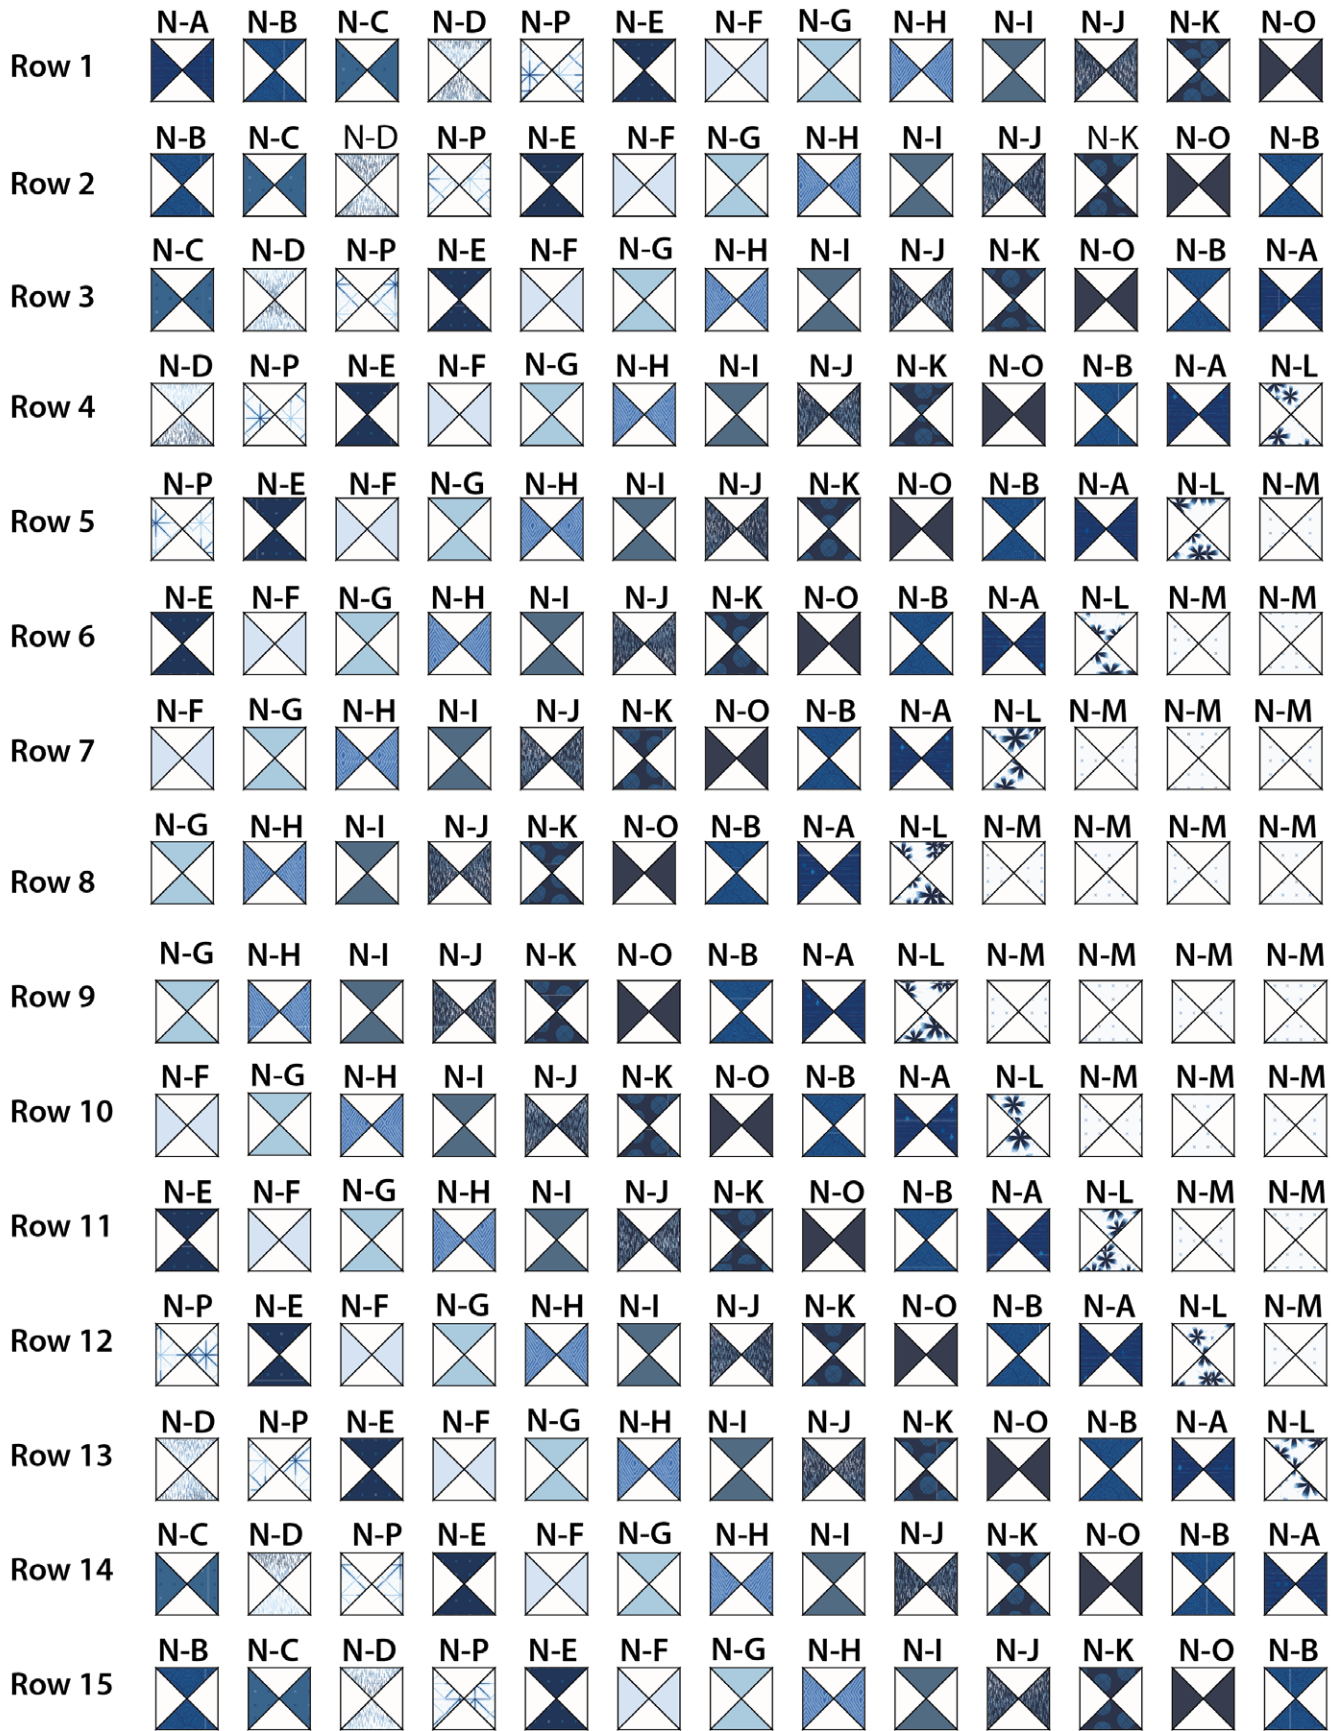 N-A N-B N-C N-D N-P N-E N-F N-G N-H N-I N-J N-K N-O
Row 1
N-B N-C N-D N-P N-E N-F N-G N-H N-I N-J N-K N-O N-B
Row 2
N-C N-D N-P N-E N-F N-G N-H N-I N-J N-K N-O N-B N-A
Row 3
N-D N-P N-E N-F N-G N-H N-I N-J N-K N-O N-B N-A N-L
Row 4
N-P N-E N-F N-G N-H N-I N-J N-K N-O N-B N-A N-L N-M
Row 5
N-E N-F N-G N-H N-I N-J N-K N-O N-B N-A N-L N-M N-M
Row 6
N-F N-G N-H N-I N-J N-K N-O N-B N-A N-L N-M N-M N-M
Row 7
N-G N-H N-I N-J N-K N-O N-B N-A N-L N-M N-M N-M N-M
Row 8
N-G N-H N-I N-J N-K N-O N-B N-A N-L N-M N-M N-M N-M
Row 9
N-F N-G N-H N-I N-J N-K N-O N-B N-A N-L N-M N-M N-M
Row 10
N-E N-F N-G N-H N-I N-J N-K N-O N-B N-A N-L N-M N-M
Row 11
N-P N-E N-F N-G N-H N-I N-J N-K N-O N-B N-A N-L N-M
Row 12
N-D N-P N-E N-F N-G N-H N-I N-J N-K N-O N-B N-A N-L
Row 13
N-C N-D N-P N-E N-F N-G N-H N-I N-J N-K N-O N-B N-A
Row 14
N-B N-C N-D N-P N-E N-F N-G N-H N-I N-J N-K N-O N-B
Row 15